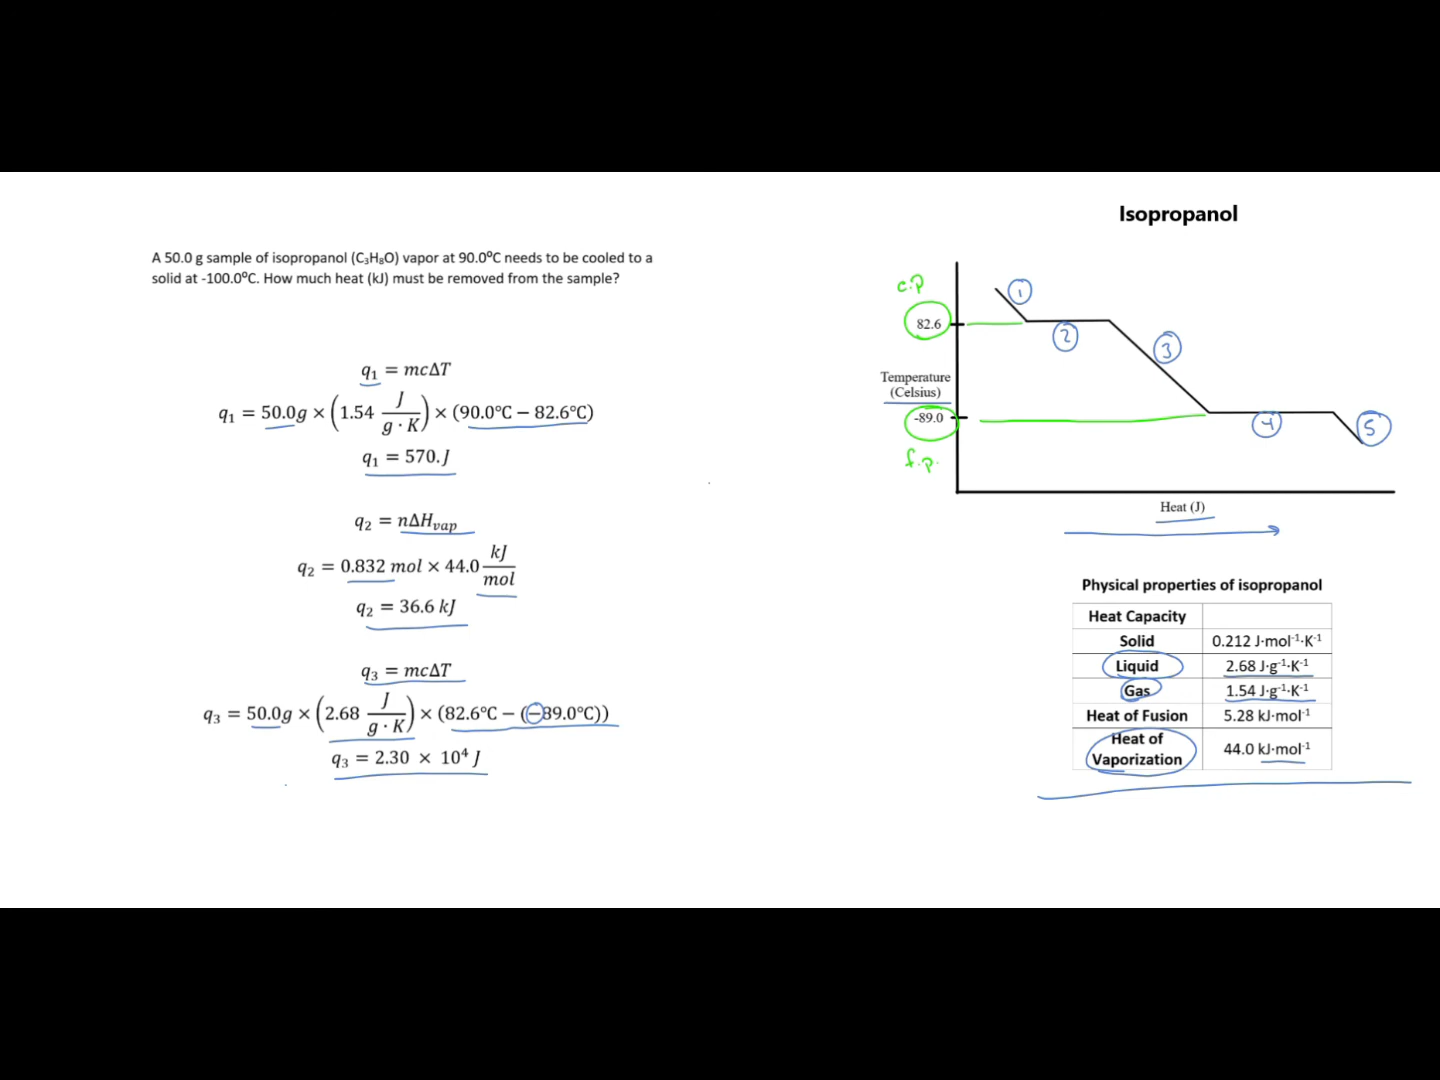 Isopropanol
A 50.0 g sample of isopropanol (C₃H₈O) vapor at 90.0⁰C needs to be cooled to a
solid at -100.0⁰C. How much heat (kJ) must be removed from the sample?
q₁ = mcΔT
q₁ = 50.0g × (1.54 J/(g · K)) × (90.0°C − 82.6°C)
q₁ = 570. J
q₂ = nΔH_vap
q₂ = 0.832 mol × 44.0 kJ/mol
q₂ = 36.6 kJ
q₃ = mcΔT
q₃ = 50.0g × (2.68 J/(g · K)) × (82.6°C − (−89.0°C))
q₃ = 2.30 × 10⁴ J
c.p
82.6
Temperature
(Celsius)
-89.0
f.p.
1
2
3
4
5
Heat (J)
Physical properties of isopropanol
Heat Capacity
Solid 0.212 J·mol⁻¹·K⁻¹
Liquid 2.68 J·g⁻¹·K⁻¹
Gas 1.54 J·g⁻¹·K⁻¹
Heat of Fusion 5.28 kJ·mol⁻¹
Heat of
Vaporization 44.0 kJ·mol⁻¹